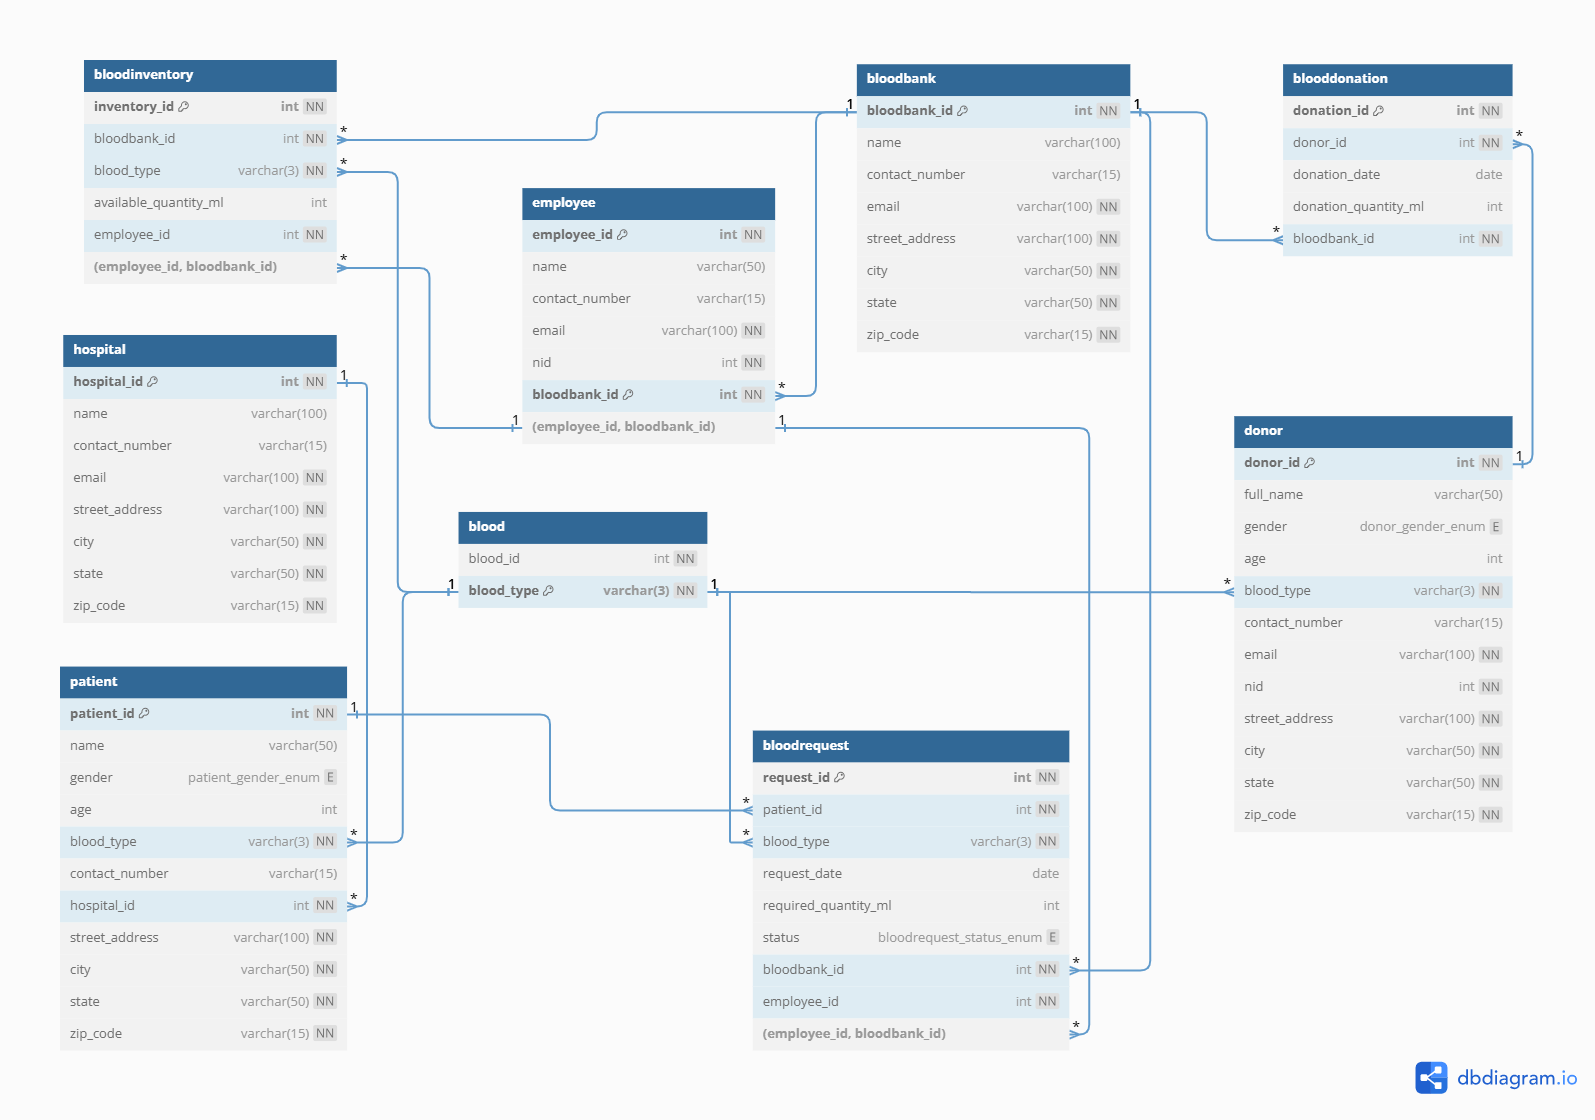 bloodinventory
inventory_id int NN
bloodbank_id int NN *
blood_type varchar(3) NN *
available_quantity_ml int
employee_id int NN
(employee_id, bloodbank_id) *
employee
employee_id int NN
name varchar(50)
contact_number varchar(15)
email varchar(100) NN
nid int NN
bloodbank_id int NN *
1 (employee_id, bloodbank_id) 1
bloodbank
1 bloodbank_id int NN 1
name varchar(100)
contact_number varchar(15)
email varchar(100) NN
street_address varchar(100) NN
city varchar(50) NN
state varchar(50) NN
zip_code varchar(15) NN
blooddonation
donation_id int NN
donor_id int NN *
donation_date date
donation_quantity_ml int
* bloodbank_id int NN
hospital
hospital_id int NN 1
name varchar(100)
contact_number varchar(15)
email varchar(100) NN
street_address varchar(100) NN
city varchar(50) NN
state varchar(50) NN
zip_code varchar(15) NN
blood
blood_id int NN
1 blood_type varchar(3) NN 1
donor
donor_id int NN 1
full_name varchar(50)
gender donor_gender_enum E
age int
* blood_type varchar(3) NN
contact_number varchar(15)
email varchar(100) NN
nid int NN
street_address varchar(100) NN
city varchar(50) NN
state varchar(50) NN
zip_code varchar(15) NN
patient
patient_id int NN 1
name varchar(50)
gender patient_gender_enum E
age int
blood_type varchar(3) NN *
contact_number varchar(15)
hospital_id int NN *
street_address varchar(100) NN
city varchar(50) NN
state varchar(50) NN
zip_code varchar(15) NN
bloodrequest
request_id int NN
* patient_id int NN
* blood_type varchar(3) NN
request_date date
required_quantity_ml int
status bloodrequest_status_enum E
bloodbank_id int NN *
employee_id int NN
(employee_id, bloodbank_id) *
dbdiagram.io